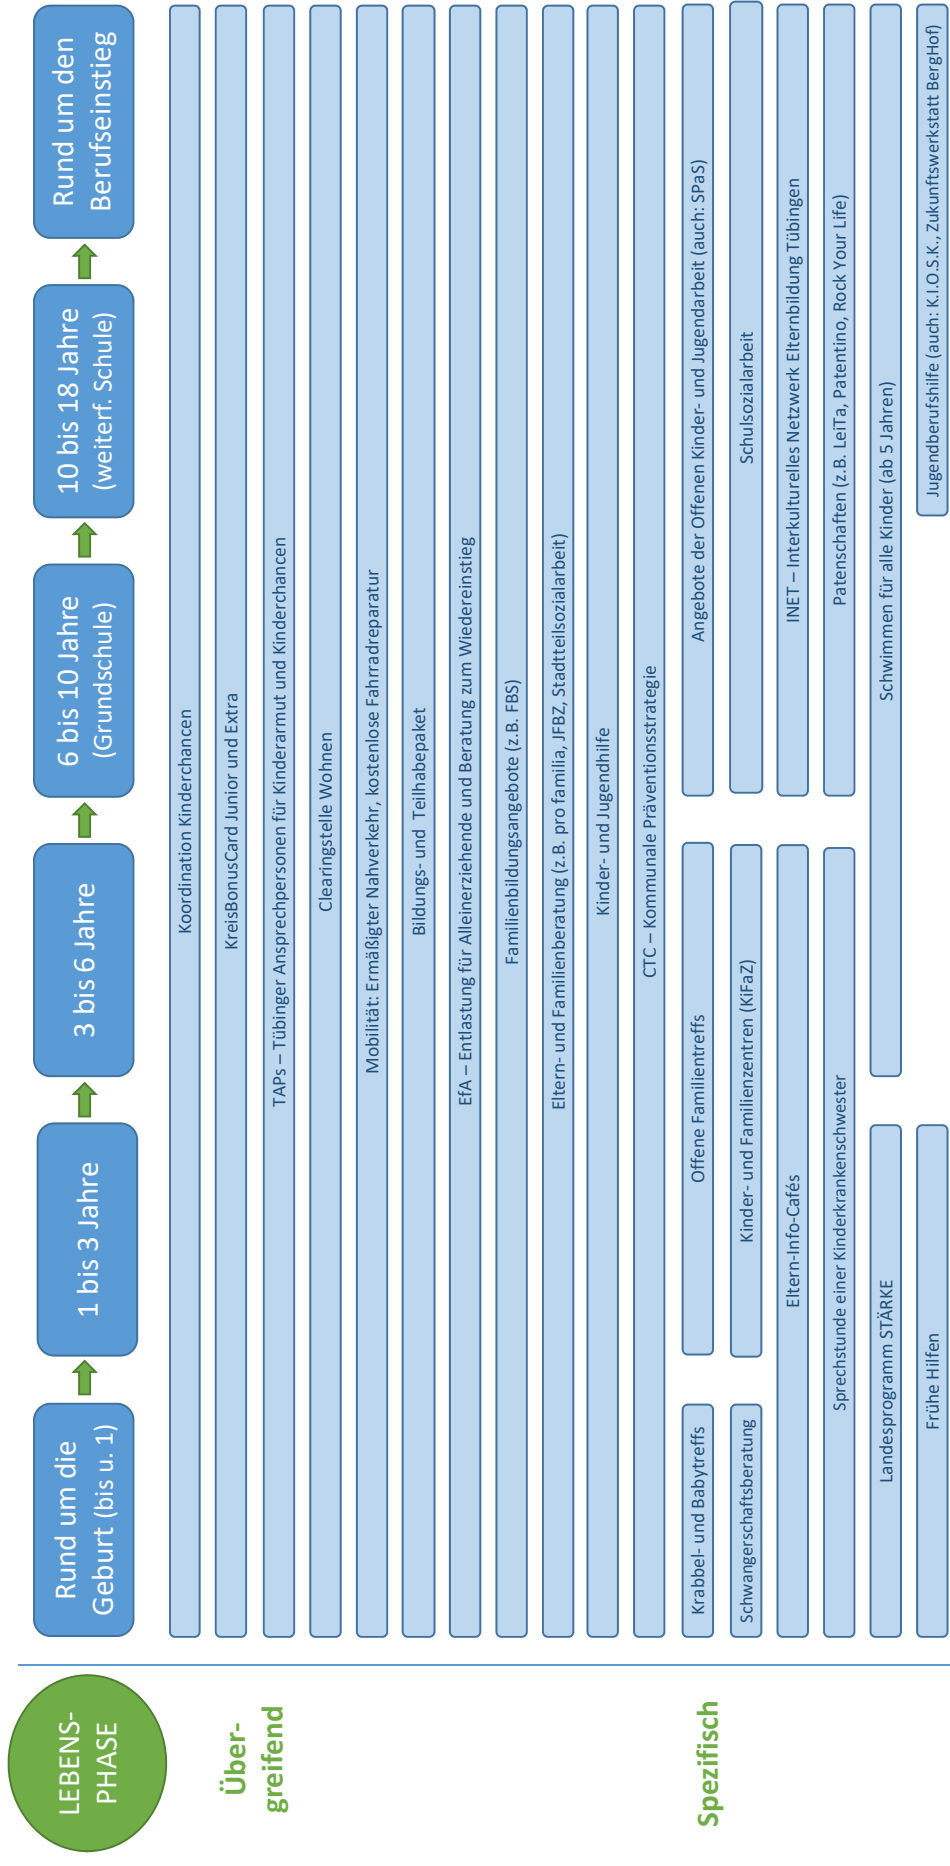 LEBENS-
PHASE
Rund um die
Geburt (bis u. 1)
1 bis 3 Jahre
3 bis 6 Jahre
6 bis 10 Jahre
(Grundschule)
10 bis 18 Jahre
(weiterf. Schule)
Rund um den
Berufseinstieg
Über-
greifend
Koordination Kinderchancen
KreisBonusCard Junior und Extra
TAPs – Tübinger Ansprechpersonen für Kinderarmut und Kinderchancen
Clearingstelle Wohnen
Mobilität: Ermäßigter Nahverkehr, kostenlose Fahrradreparatur
Bildungs- und Teilhabepaket
EfA – Entlastung für Alleinerziehende und Beratung zum Wiedereinstieg
Familienbildungsangebote (z.B. FBS)
Eltern- und Familienberatung (z.B. pro familia, JFBZ, Stadtteilsozialarbeit)
Kinder- und Jugendhilfe
CTC – Kommunale Präventionsstrategie
Spezifisch
Krabbel- und Babytreffs
Offene Familientreffs
Angebote der Offenen Kinder- und Jugendarbeit (auch: SPaS)
Schwangerschaftsberatung
Kinder- und Familienzentren (KiFaZ)
Schulsozialarbeit
Eltern-Info-Cafés
INET – Interkulturelles Netzwerk Elternbildung Tübingen
Sprechstunde einer Kinderkrankenschwester
Patenschaften (z.B. LeiTa, Patentino, Rock Your Life)
Landesprogramm STÄRKE
Schwimmen für alle Kinder (ab 5 Jahren)
Frühe Hilfen
Jugendberufshilfe (auch: K.I.O.S.K., Zukunftswerkstatt BergHof)